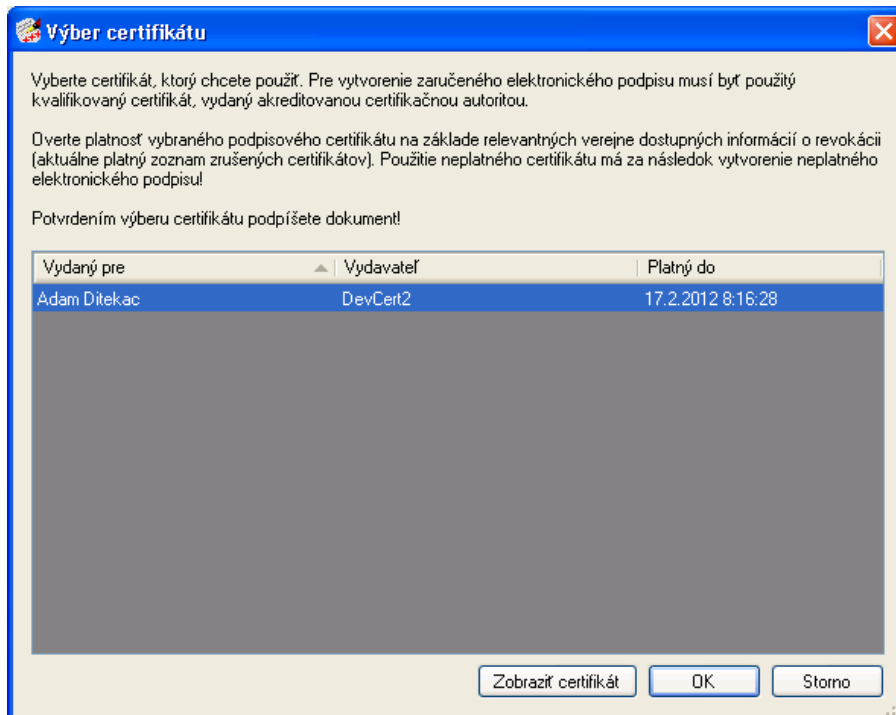 Výber certifikátu
Vyberte certifikát, ktorý chcete použiť. Pre vytvorenie zaručeného elektronického podpisu musí byť použitý
kvalifikovaný certifikát, vydaný akreditovanou certifikačnou autoritou.
Overte platnosť vybraného podpisového certifikátu na základe relevantných verejne dostupných informácií o revokácii
(aktuálne platný zoznam zrušených certifikátov). Použitie neplatného certifikátu má za následok vytvorenie neplatného
elektronického podpisu!
Potvrdením výberu certifikátu podpíšete dokument!
Vydaný pre Vydavateľ Platný do
Adam Ditekac DevCert2 17.2.2012 8:16:28
Zobraziť certifikát OK Storno